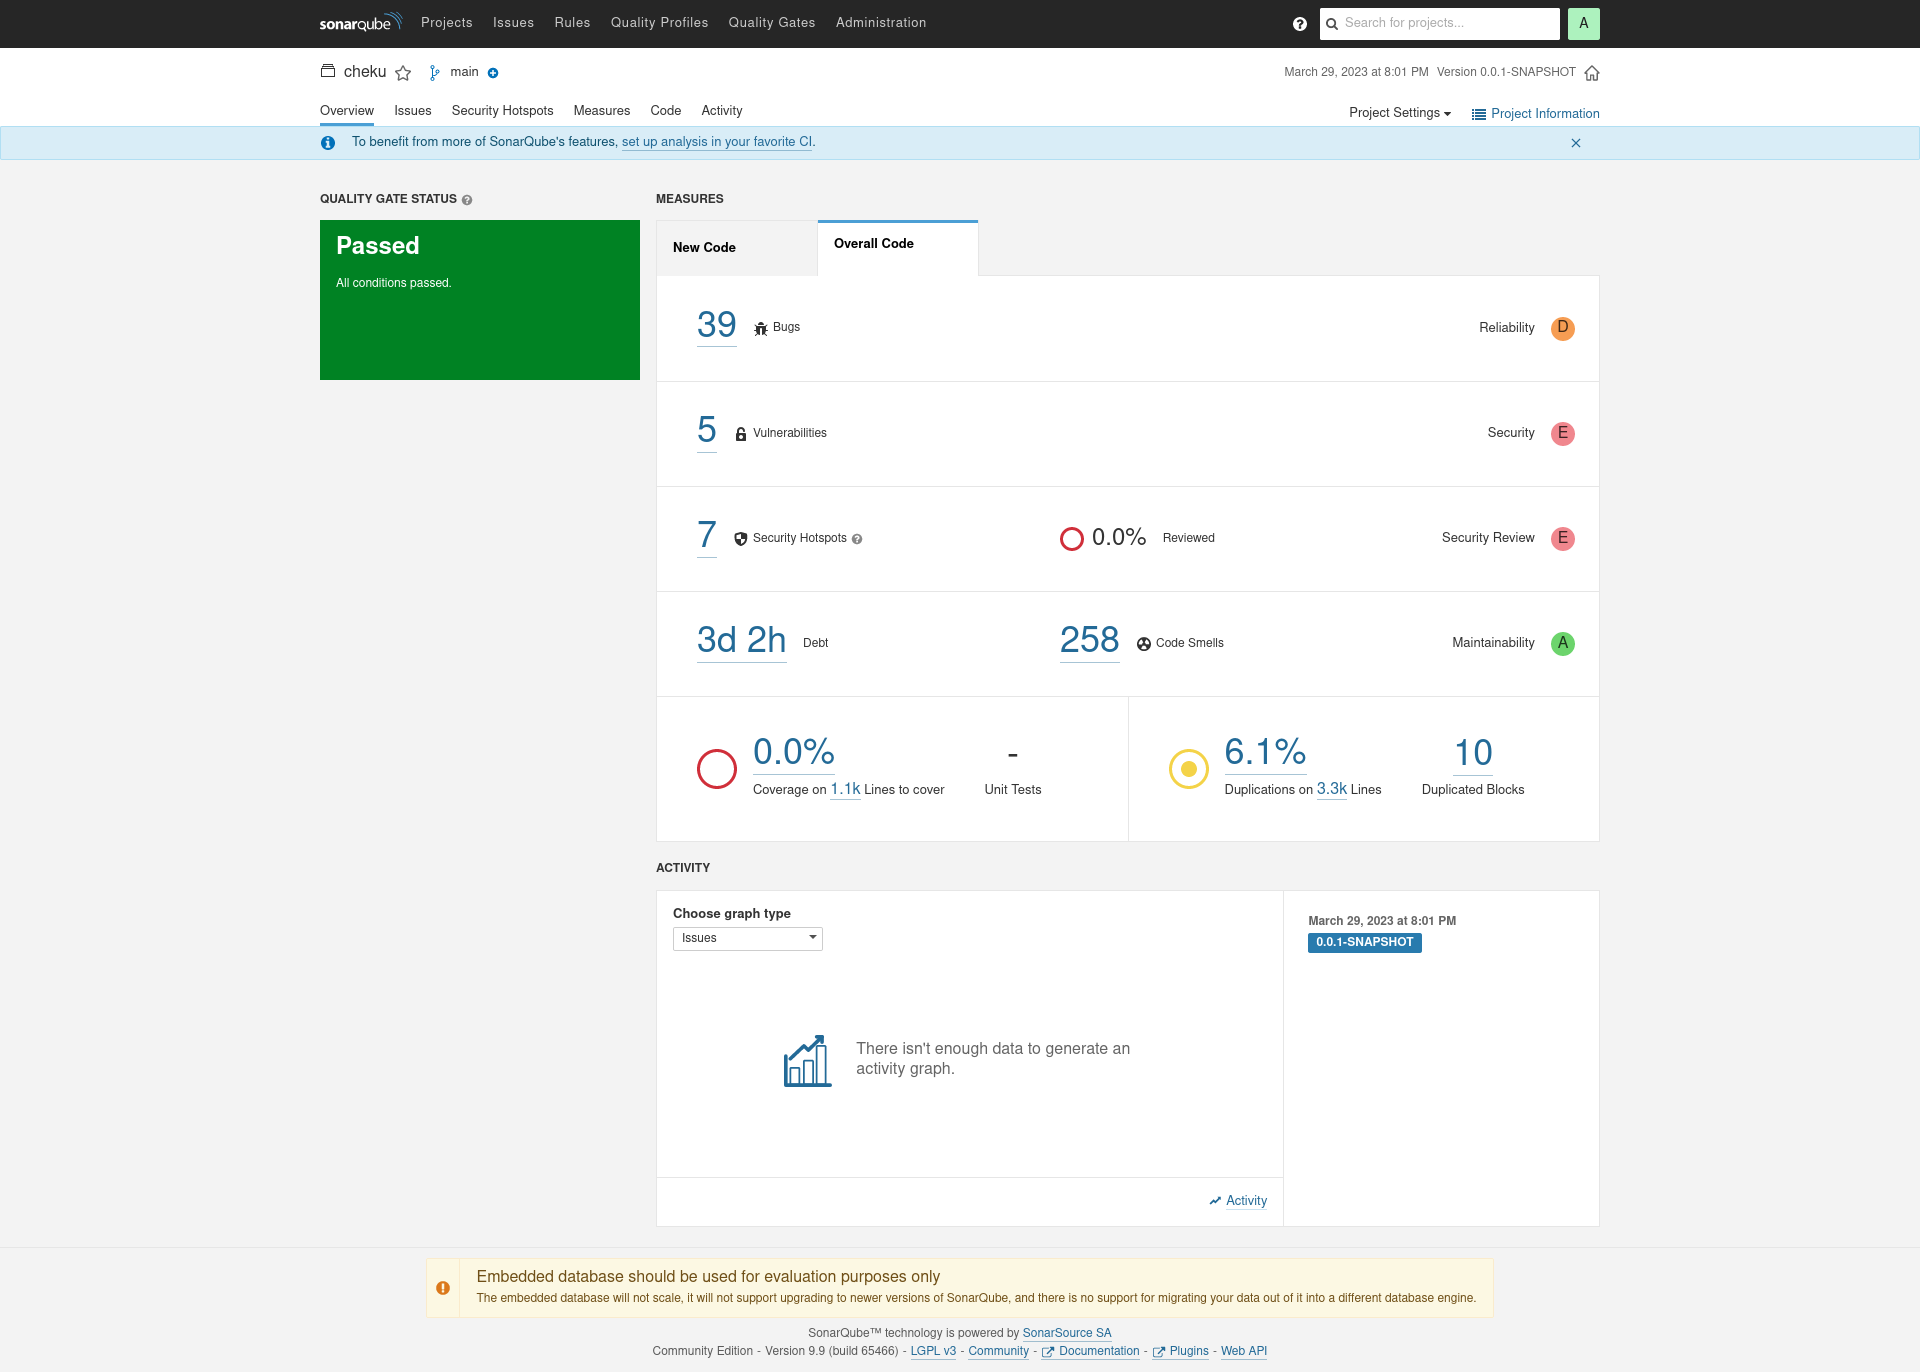 sonarqube Projects Issues Rules Quality Profiles Quality Gates Administration ? Search for projects... A
cheku main March 29, 2023 at 8:01 PM Version 0.0.1-SNAPSHOT
Overview Issues Security Hotspots Measures Code Activity Project Settings Project Information
To benefit from more of SonarQube's features, set up analysis in your favorite CI.
QUALITY GATE STATUS ?
Passed
All conditions passed.
MEASURES
New Code Overall Code
39 Bugs Reliability D
5 Vulnerabilities Security E
7 Security Hotspots ? 0.0% Reviewed Security Review E
3d 2h Debt 258 Code Smells Maintainability A
0.0% -
Coverage on 1.1k Lines to cover Unit Tests
6.1% 10
Duplications on 3.3k Lines Duplicated Blocks
ACTIVITY
Choose graph type
Issues
There isn't enough data to generate an
activity graph.
Activity
March 29, 2023 at 8:01 PM
0.0.1-SNAPSHOT
Embedded database should be used for evaluation purposes only
The embedded database will not scale, it will not support upgrading to newer versions of SonarQube, and there is no support for migrating your data out of it into a different database engine.
SonarQube™ technology is powered by SonarSource SA
Community Edition - Version 9.9 (build 65466) - LGPL v3 - Community - Documentation - Plugins - Web API